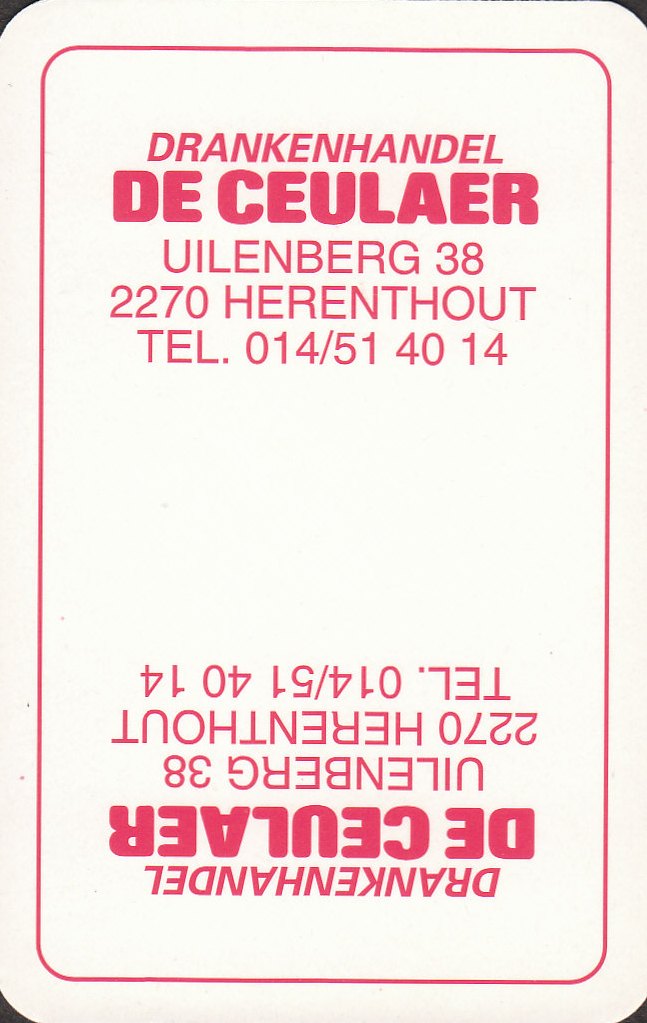 DRANKENHANDEL
DE CEULAER
UILENBERG 38
2270 HERENTHOUT
TEL. 014/51 40 14
DRANKENHANDEL
DE CEULAER
UILENBERG 38
2270 HERENTHOUT
TEL. 014/51 40 14